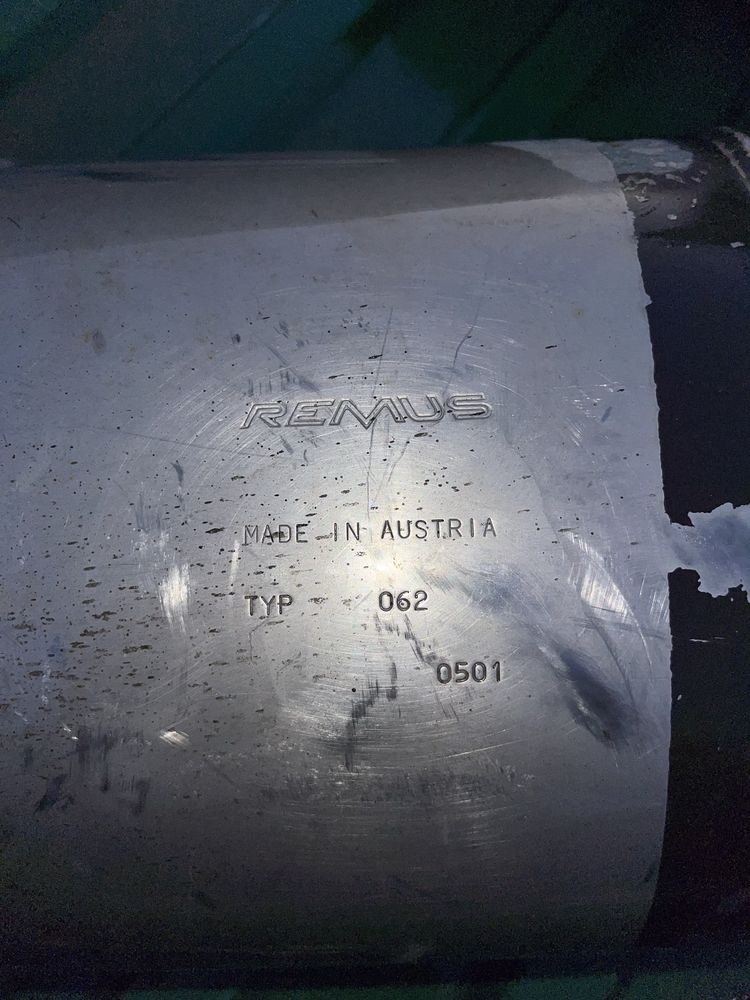 REMUS
MADE IN AUSTRIA
TYP 062
0501